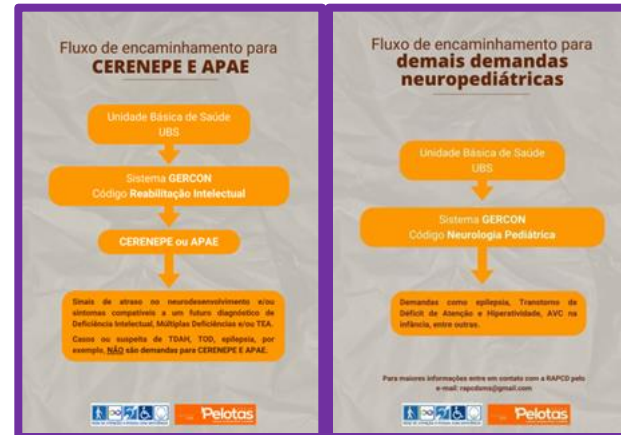 Fluxo de encaminhamento para
CERENEPE E APAE
Unidade Básica de Saúde
UBS
Sistema GERCON
Código Reabilitação Intelectual
CERENEPE ou APAE
Sinais de atraso no neurodesenvolvimento e/ou
sintomas compatíveis a um futuro diagnóstico de
Deficiência Intelectual, Múltiplas Deficiências e/ou TEA.
Casos ou suspeita de TDAH, TOD, epilepsia, por
exemplo, NÃO são demandas para CERENEPE E APAE.
Pelotas
Fluxo de encaminhamento para
demais demandas
neuropediátricas
Unidade Básica de Saúde
UBS
Sistema GERCON
Código Neurologia Pediátrica
Demandas como epilepsia, Transtorno de
Déficit de Atenção e Hiperatividade, AVC na
infância, entre outras.
Para maiores informações entre em contato com a RAPCD pelo
e-mail: rapcdsms@gmail.com
Pelotas